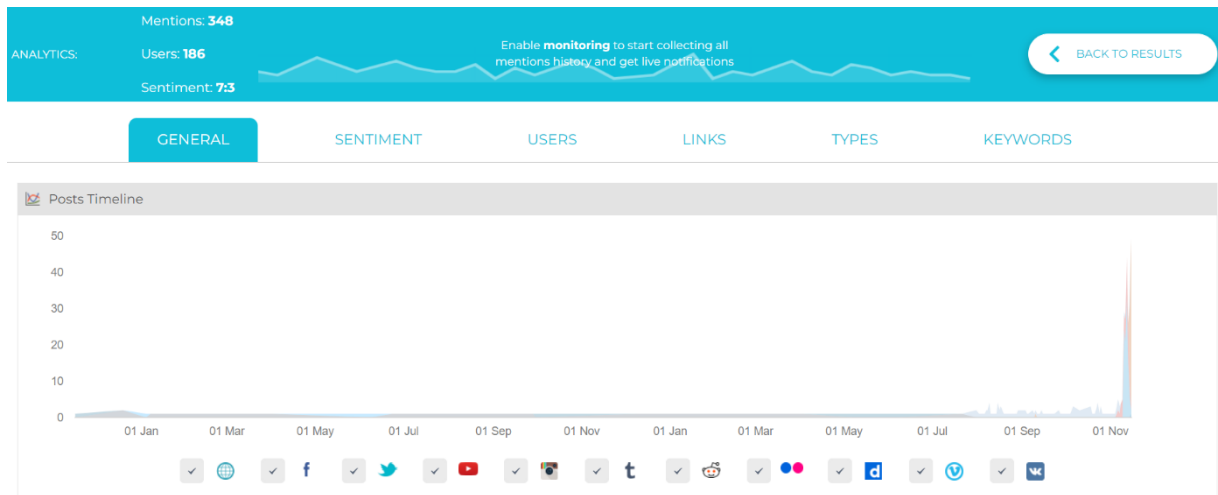 Mentions: 348
ANALYTICS:
Users: 186
Sentiment: 7:3
Enable monitoring to start collecting all
mentions history and get live notifications
BACK TO RESULTS
GENERAL SENTIMENT USERS LINKS TYPES KEYWORDS
Posts Timeline
50
40
30
20
10
0
01 Jan 01 Mar 01 May 01 Jul 01 Sep 01 Nov 01 Jan 01 Mar 01 May 01 Jul 01 Sep 01 Nov